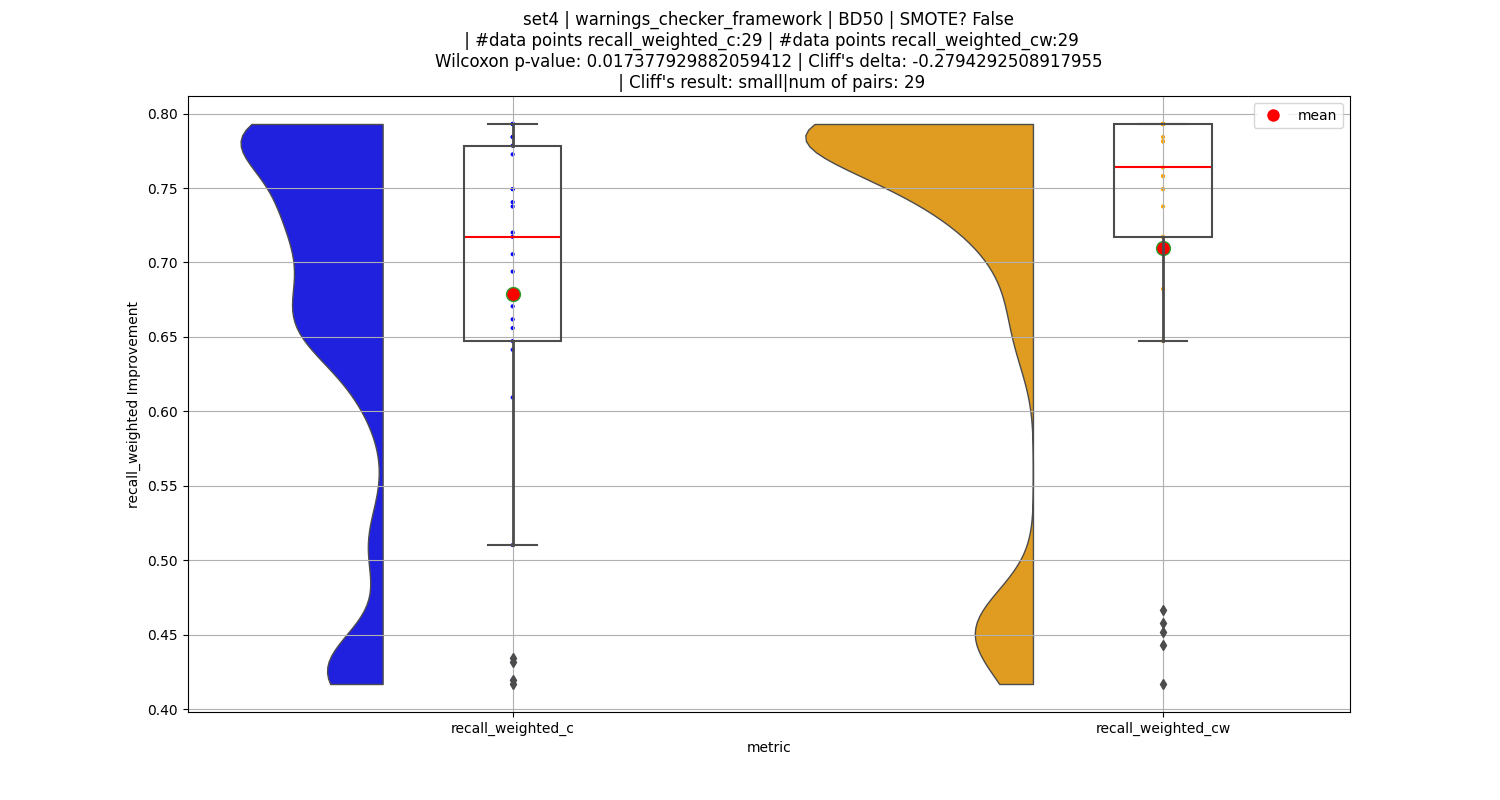 set4 | warnings_checker_framework | BD50 | SMOTE? False
| #data points recall_weighted_c:29 | #data points recall_weighted_cw:29
Wilcoxon p-value: 0.017377929882059412 | Cliff's delta: -0.2794292508917955
| Cliff's result: small|num of pairs: 29
mean
0.80
0.75
0.70
0.65
0.60
0.55
0.50
0.45
0.40
recall_weighted Improvement
recall_weighted_c
recall_weighted_cw
metric